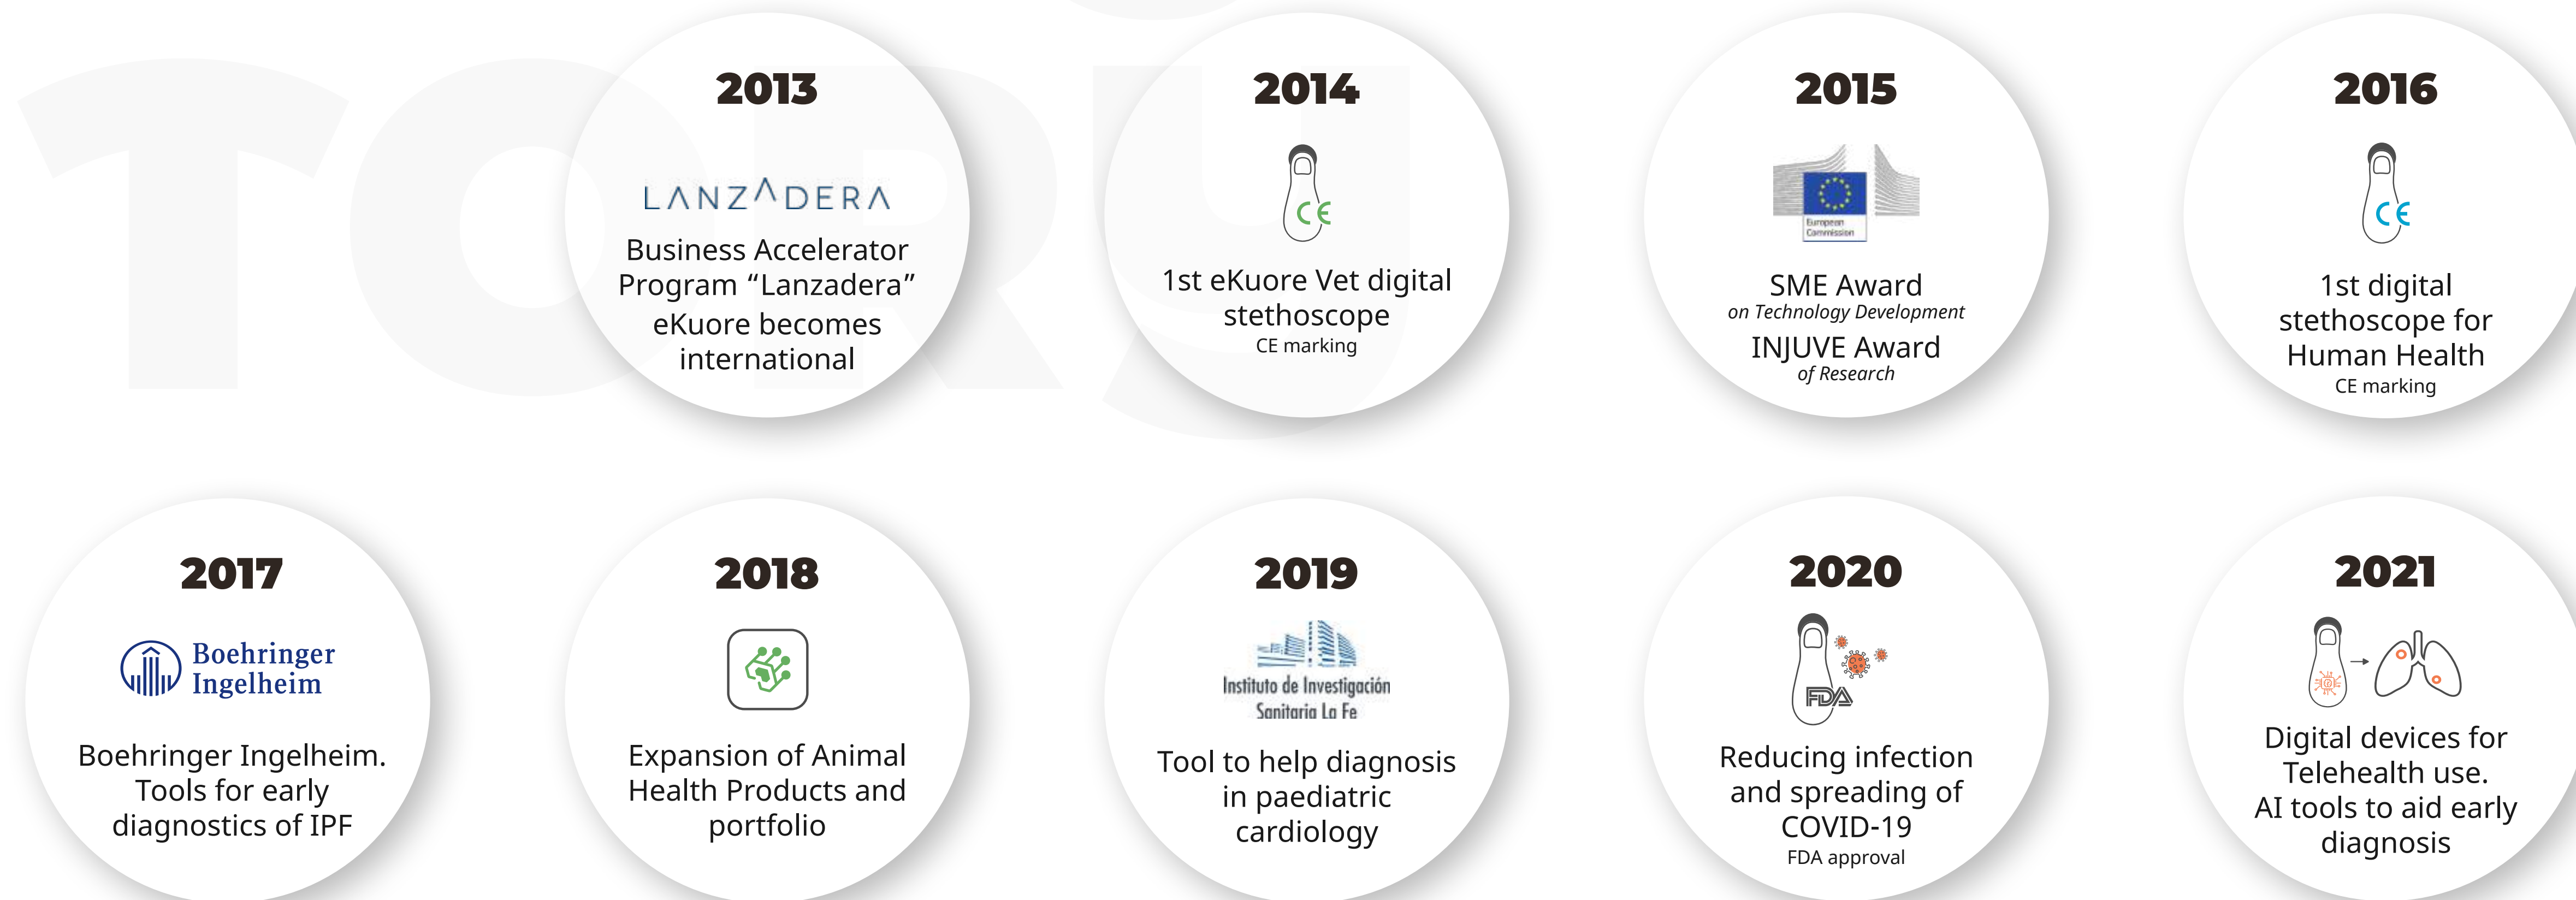 TORY
2013
LANZADERA
Business Accelerator
Program “Lanzadera”
eKuore becomes
international
2014
CE
1st eKuore Vet digital
stethoscope
CE marking
2015
European
Commission
SME Award
on Technology Development
INJUVE Award
of Research
2016
CE
1st digital
stethoscope for
Human Health
CE marking
2017
Boehringer
Ingelheim
Boehringer Ingelheim.
Tools for early
diagnostics of IPF
2018
Expansion of Animal
Health Products and
portfolio
2019
Instituto de Investigación
Sanitaria La Fe
Tool to help diagnosis
in paediatric
cardiology
2020
FDA
Reducing infection
and spreading of
COVID-19
FDA approval
2021
Digital devices for
Telehealth use.
AI tools to aid early
diagnosis